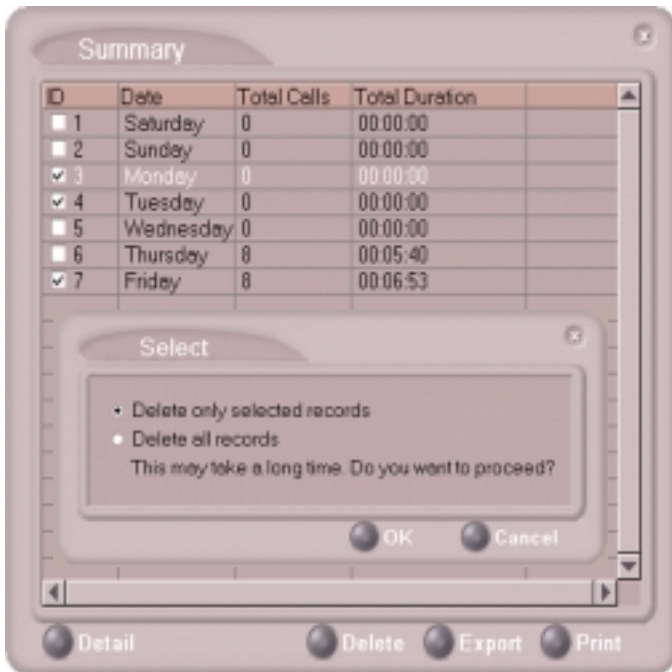 Summary
ID Date Total Calls Total Duration
1 Saturday 0 00:00:00
2 Sunday 0 00:00:00
3 Monday 0 00:00:00
4 Tuesday 0 00:00:00
5 Wednesday 0 00:00:00
6 Thursday 8 00:05:40
7 Friday 8 00:06:53
Select
Delete only selected records
Delete all records
This may take a long time. Do you want to proceed?
OK Cancel
Detail Delete Export Print